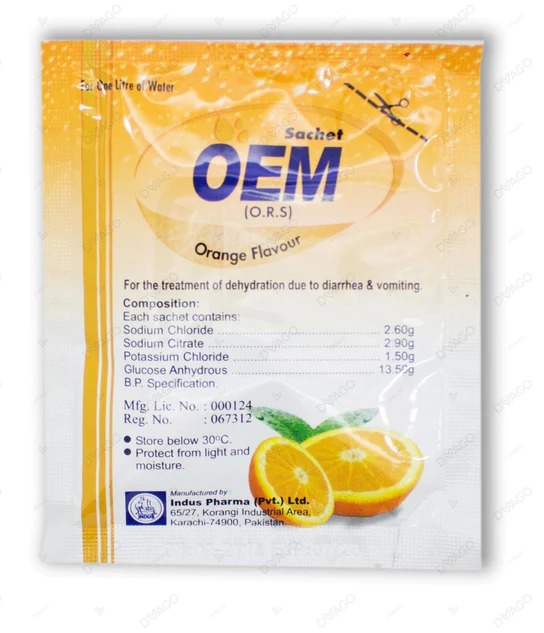 For One Litre of Water
Sachet
OEM
(O.R.S)
Orange Flavour
For the treatment of dehydration due to diarrhea & vomiting.
Composition:
Each sachet contains:
Sodium Chloride ........................................ 2.60g
Sodium Citrate .......................................... 2.90g
Potassium Chloride .................................... 1.50g
Glucose Anhydrous .................................... 13.50g
B.P. Specification.
Mfg. Lic. No. : 000124
Reg. No. : 067312
● Store below 30ºC.
● Protect from light and
moisture.
INDUS
Manufactured by
Indus Pharma (Pvt.) Ltd.
65/27, Korangi Industrial Area,
Karachi-74900, Pakistan.
DVAGO